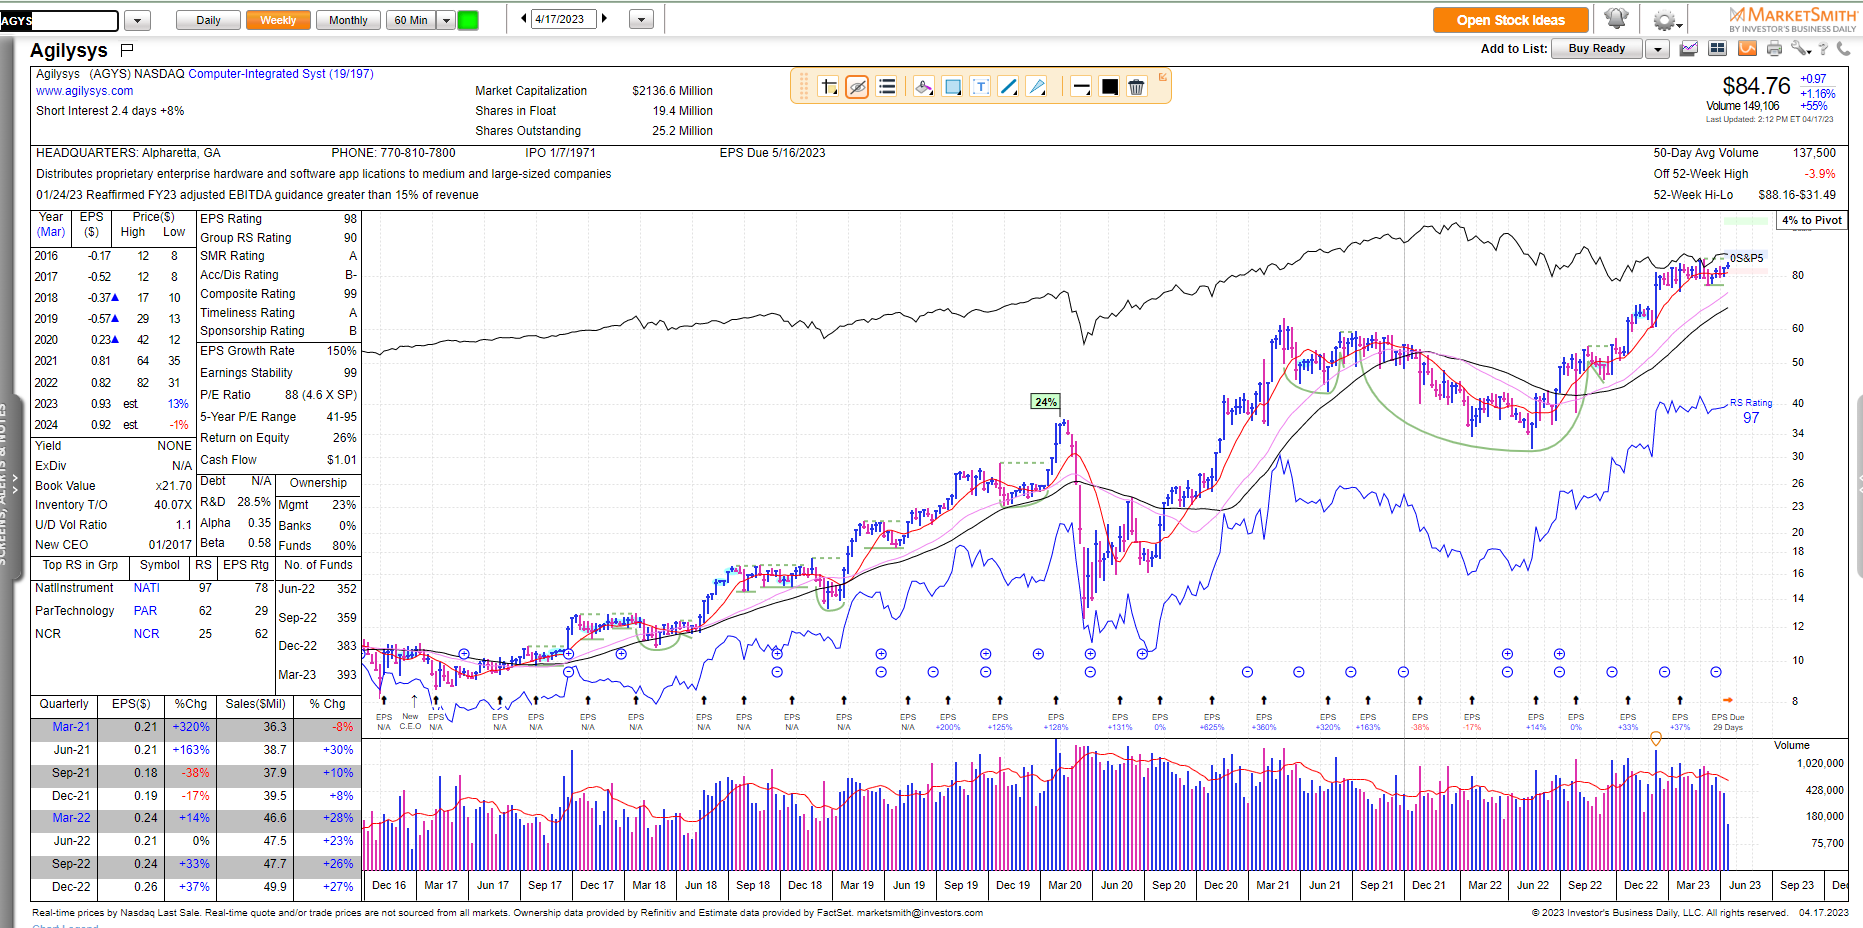 AGYS
Daily
Weekly
Monthly
60 Min
4/17/2023
Open Stock Ideas
MARKETSMITH
BY INVESTOR'S BUSINESS DAILY
Agilysys
Add to List:
Buy Ready
Agilysys (AGYS) NASDAQ Computer-Integrated Syst (19/197)
www.agilysys.com
Short Interest 2.4 days +8%
Market Capitalization $2136.6 Million
Shares in Float 19.4 Million
Shares Outstanding 25.2 Million
$84.76 +0.97
+1.16%
Volume 149,106 +55%
Last Updated: 2:12 PM ET 04/17/23
HEADQUARTERS: Alpharetta, GA PHONE: 770-810-7800 IPO 1/7/1971 EPS Due 5/16/2023
Distributes proprietary enterprise hardware and software app lications to medium and large-sized companies
01/24/23 Reaffirmed FY23 adjusted EBITDA guidance greater than 15% of revenue
50-Day Avg Volume 137,500
Off 52-Week High -3.9%
52-Week Hi-Lo $88.16-$31.49
Year EPS Price($)
(Mar) ($) High Low
2016 -0.17 12 8
2017 -0.52 12 8
2018 -0.37▲ 17 10
2019 -0.57▲ 29 13
2020 0.23▲ 42 12
2021 0.81 64 35
2022 0.82 82 31
2023 0.93 est 13%
2024 0.92 est -1%
Yield NONE
ExDiv N/A
Book Value x21.70
Inventory T/O 40.07X
U/D Vol Ratio 1.1
New CEO 01/2017
EPS Rating 98
Group RS Rating 90
SMR Rating A
Acc/Dis Rating B-
Composite Rating 99
Timeliness Rating A
Sponsorship Rating B
EPS Growth Rate 150%
Earnings Stability 99
P/E Ratio 88 (4.6 X SP)
5-Year P/E Range 41-95
Return on Equity 26%
Cash Flow $1.01
Debt N/A
R&D 28.5%
Alpha 0.35
Beta 0.58
Ownership
Mgmt 23%
Banks 0%
Funds 80%
Top RS in Grp Symbol RS EPS Rtg
NatlInstrument NATI 97 78
ParTechnology PAR 62 29
NCR NCR 25 62
No. of Funds
Jun-22 352
Sep-22 359
Dec-22 383
Mar-23 393
Quarterly EPS($) %Chg Sales($Mil) % Chg
Mar-21 0.21 +320% 36.3 -8%
Jun-21 0.21 +163% 38.7 +30%
Sep-21 0.18 -38% 37.9 +10%
Dec-21 0.19 -17% 39.5 +8%
Mar-22 0.24 +14% 46.6 +28%
Jun-22 0.21 0% 47.5 +23%
Sep-22 0.24 +33% 47.7 +26%
Dec-22 0.26 +37% 49.9 +27%
4% to Pivot
0S&P5
80
60
50
40
34
30
26
23
20
18
16
14
12
10
8
24%
RS Rating
97
EPS New EPS EPS EPS EPS EPS EPS EPS EPS EPS EPS EPS EPS EPS EPS EPS EPS EPS EPS EPS EPS EPS EPS EPS EPS EPS EPS Due
N/A C.E.O N/A N/A N/A N/A N/A N/A N/A N/A N/A N/A +200% +125% +128% +131% 0% +625% +360% +320% +163% -38% -17% +14% 0% +33% +37% 29 Days
Volume
1,020,000
428,000
180,000
75,700
Dec 16 Mar 17 Jun 17 Sep 17 Dec 17 Mar 18 Jun 18 Sep 18 Dec 18 Mar 19 Jun 19 Sep 19 Dec 19 Mar 20 Jun 20 Sep 20 Dec 20 Mar 21 Jun 21 Sep 21 Dec 21 Mar 22 Jun 22 Sep 22 Dec 22 Mar 23 Jun 23 Sep 23
Real-time prices by Nasdaq Last Sale. Real-time quote and/or trade prices are not sourced from all markets. Ownership data provided by Refinitiv and Estimate data provided by FactSet. marketsmith@investors.com
© 2023 Investor's Business Daily, LLC. All rights reserved. 04.17.2023